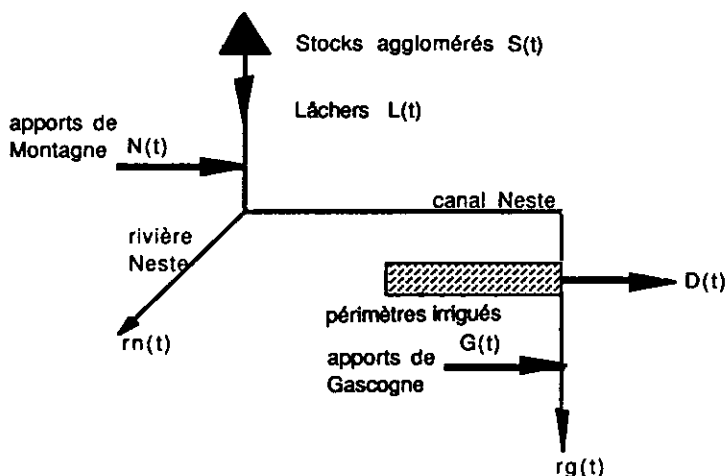 Stocks agglomérés S(t)
Lâchers L(t)
apports de
Montagne N(t)
canal Neste
rivière
Neste
D(t)
périmètres irrigués
rn(t)
G(t)
apports de
Gascogne
rg(t)